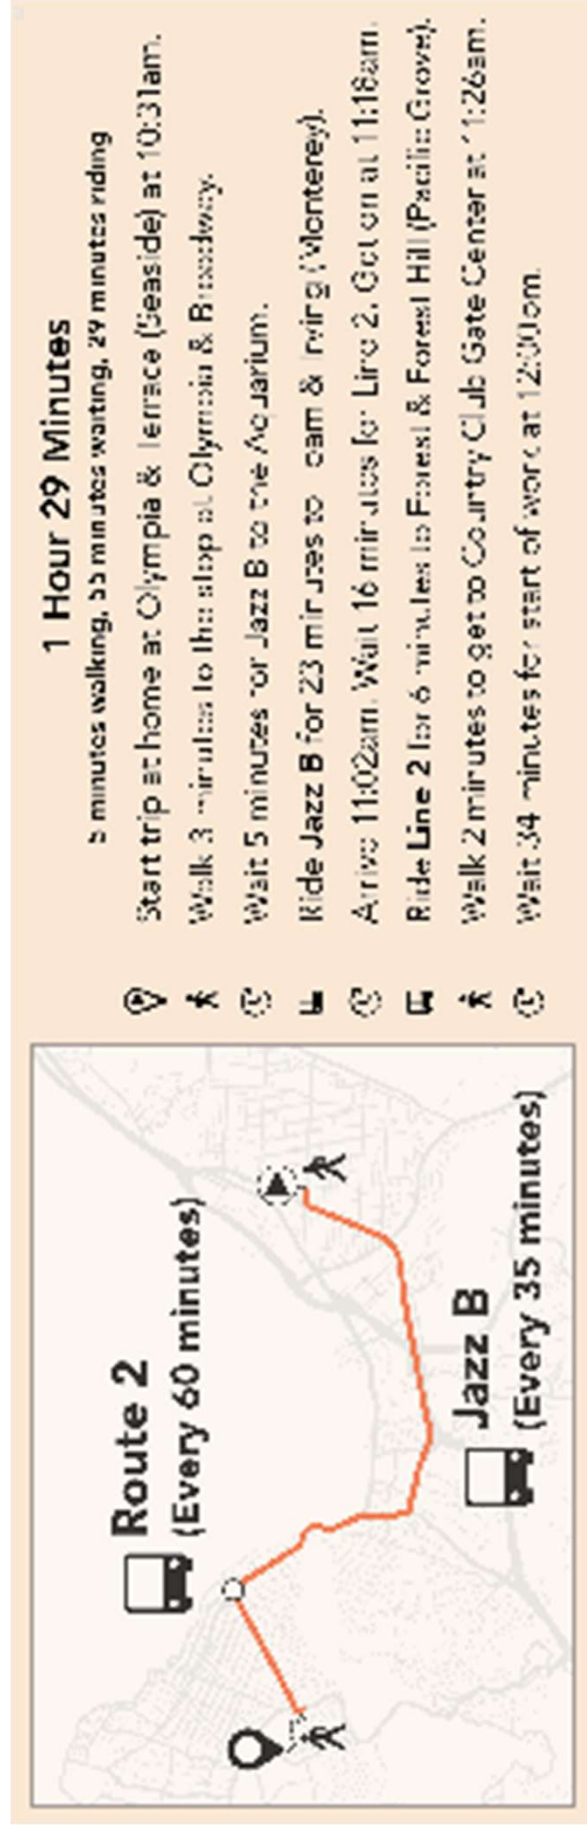 Route 2
(Every 60 minutes)
Jazz B
(Every 35 minutes)
1 Hour 29 Minutes
5 minutes walking, 55 minutes waiting, 29 minutes riding
Start trip at home at Olympia & Terrace (Seaside) at 10:31am.
Walk 3 minutes to the stop at Olympia & Broadway.
Wait 5 minutes for Jazz B to the Aquarium.
Ride Jazz B for 23 minutes to Foam & Irving (Monterey).
Arrive 11:02am. Wait 16 minutes for Line 2. Get on at 11:18am.
Ride Line 2 for 6 minutes to Forest & Forest Hill (Pacific Grove).
Walk 2 minutes to get to Country Club Gate Center at 11:26am.
Wait 34 minutes for start of work at 12:00pm.